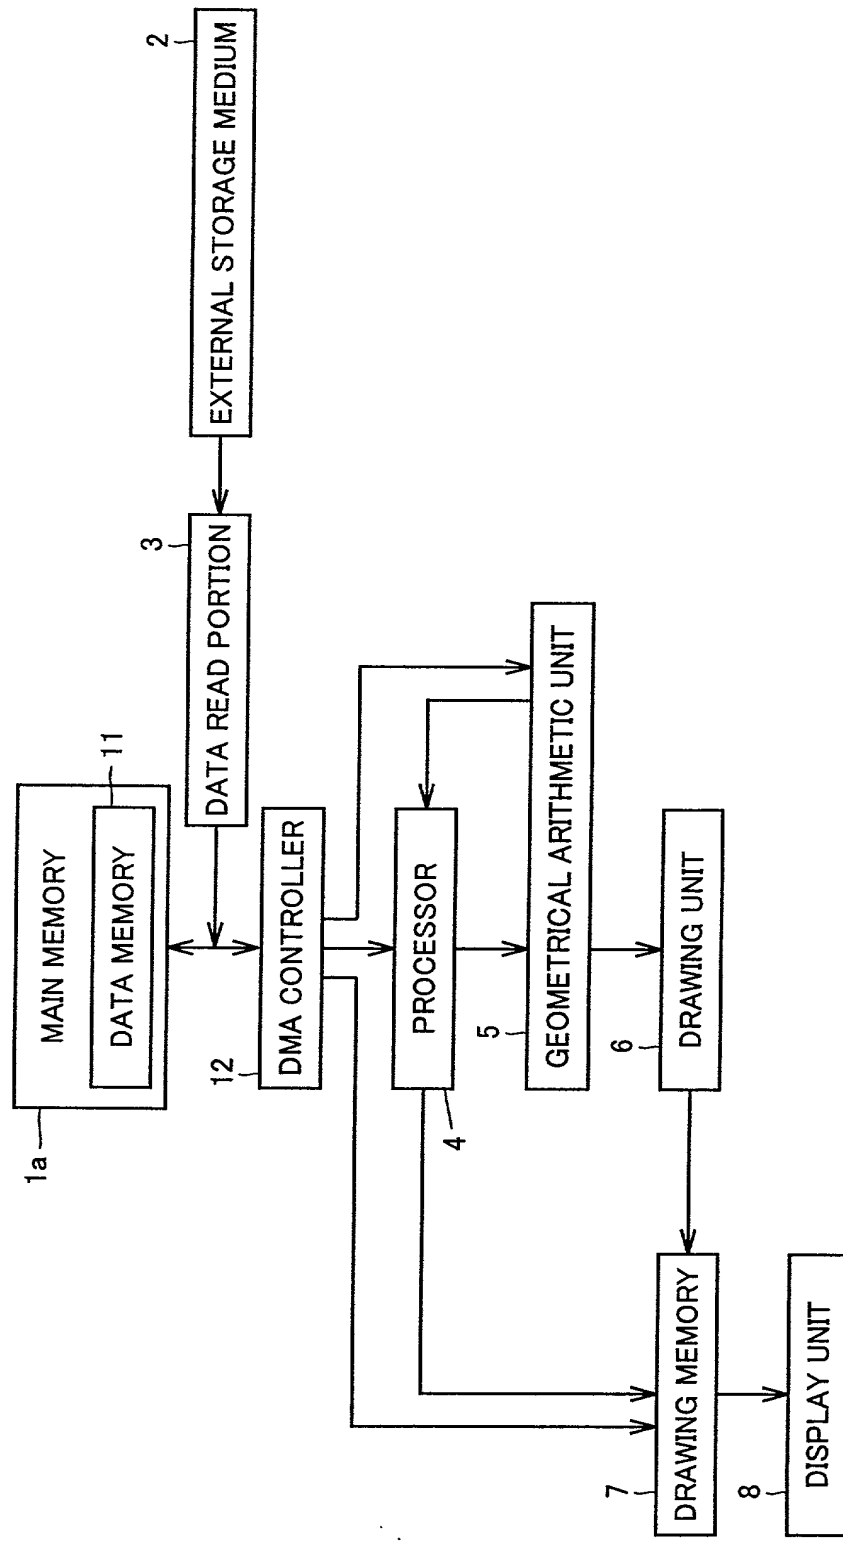 1a
MAIN MEMORY
DATA MEMORY
11
2
EXTERNAL STORAGE MEDIUM
3
DATA READ PORTION
12
DMA CONTROLLER
4
PROCESSOR
5
GEOMETRICAL ARITHMETIC UNIT
6
DRAWING UNIT
7
DRAWING MEMORY
8
DISPLAY UNIT